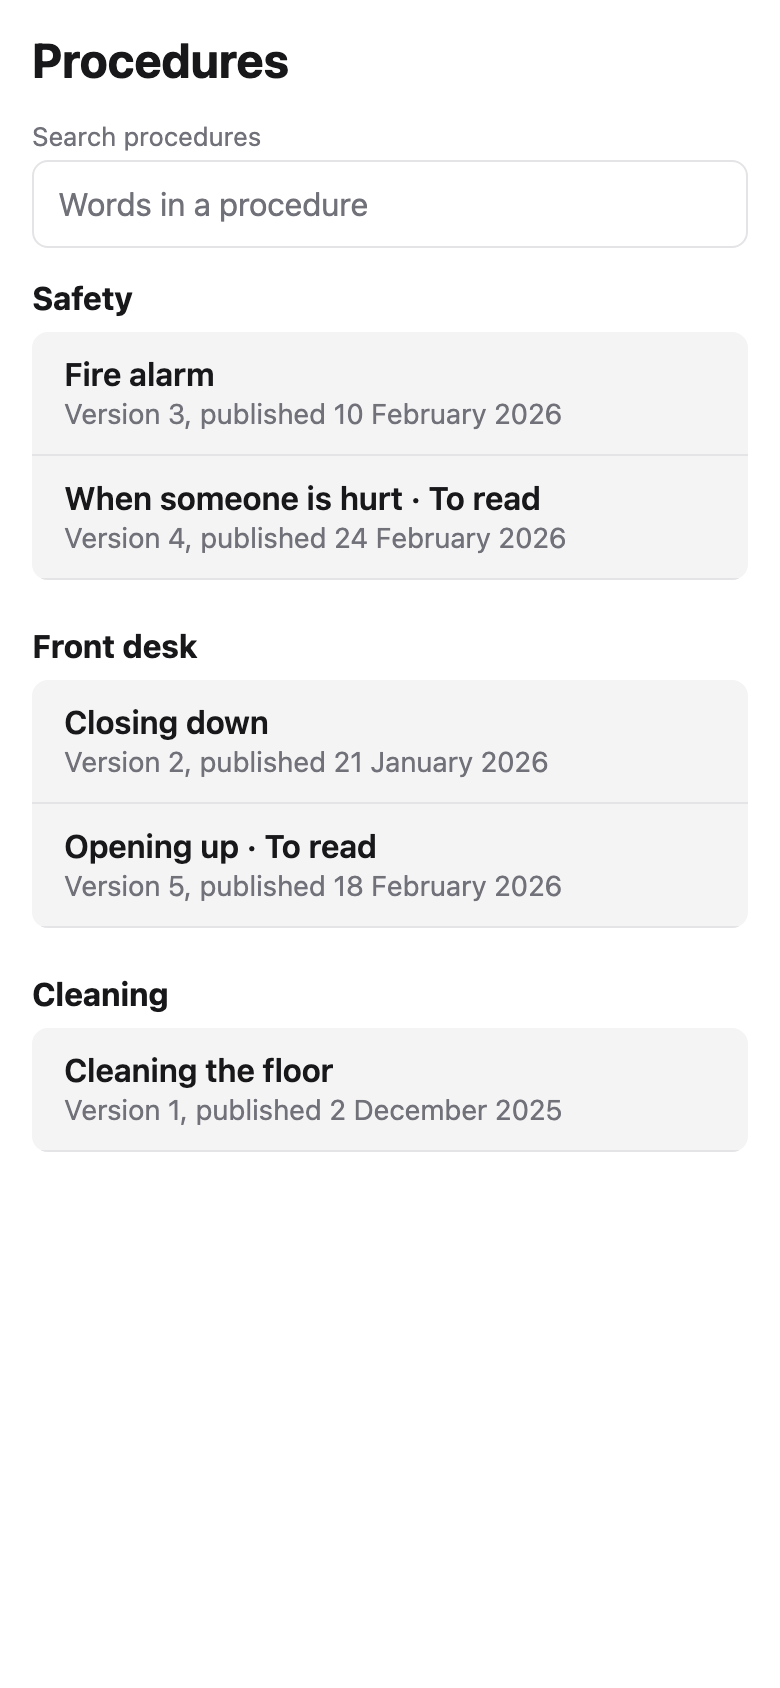 Procedures
Search procedures
Words in a procedure
Safety
Fire alarm
Version 3, published 10 February 2026
When someone is hurt · To read
Version 4, published 24 February 2026
Front desk
Closing down
Version 2, published 21 January 2026
Opening up · To read
Version 5, published 18 February 2026
Cleaning
Cleaning the floor
Version 1, published 2 December 2025